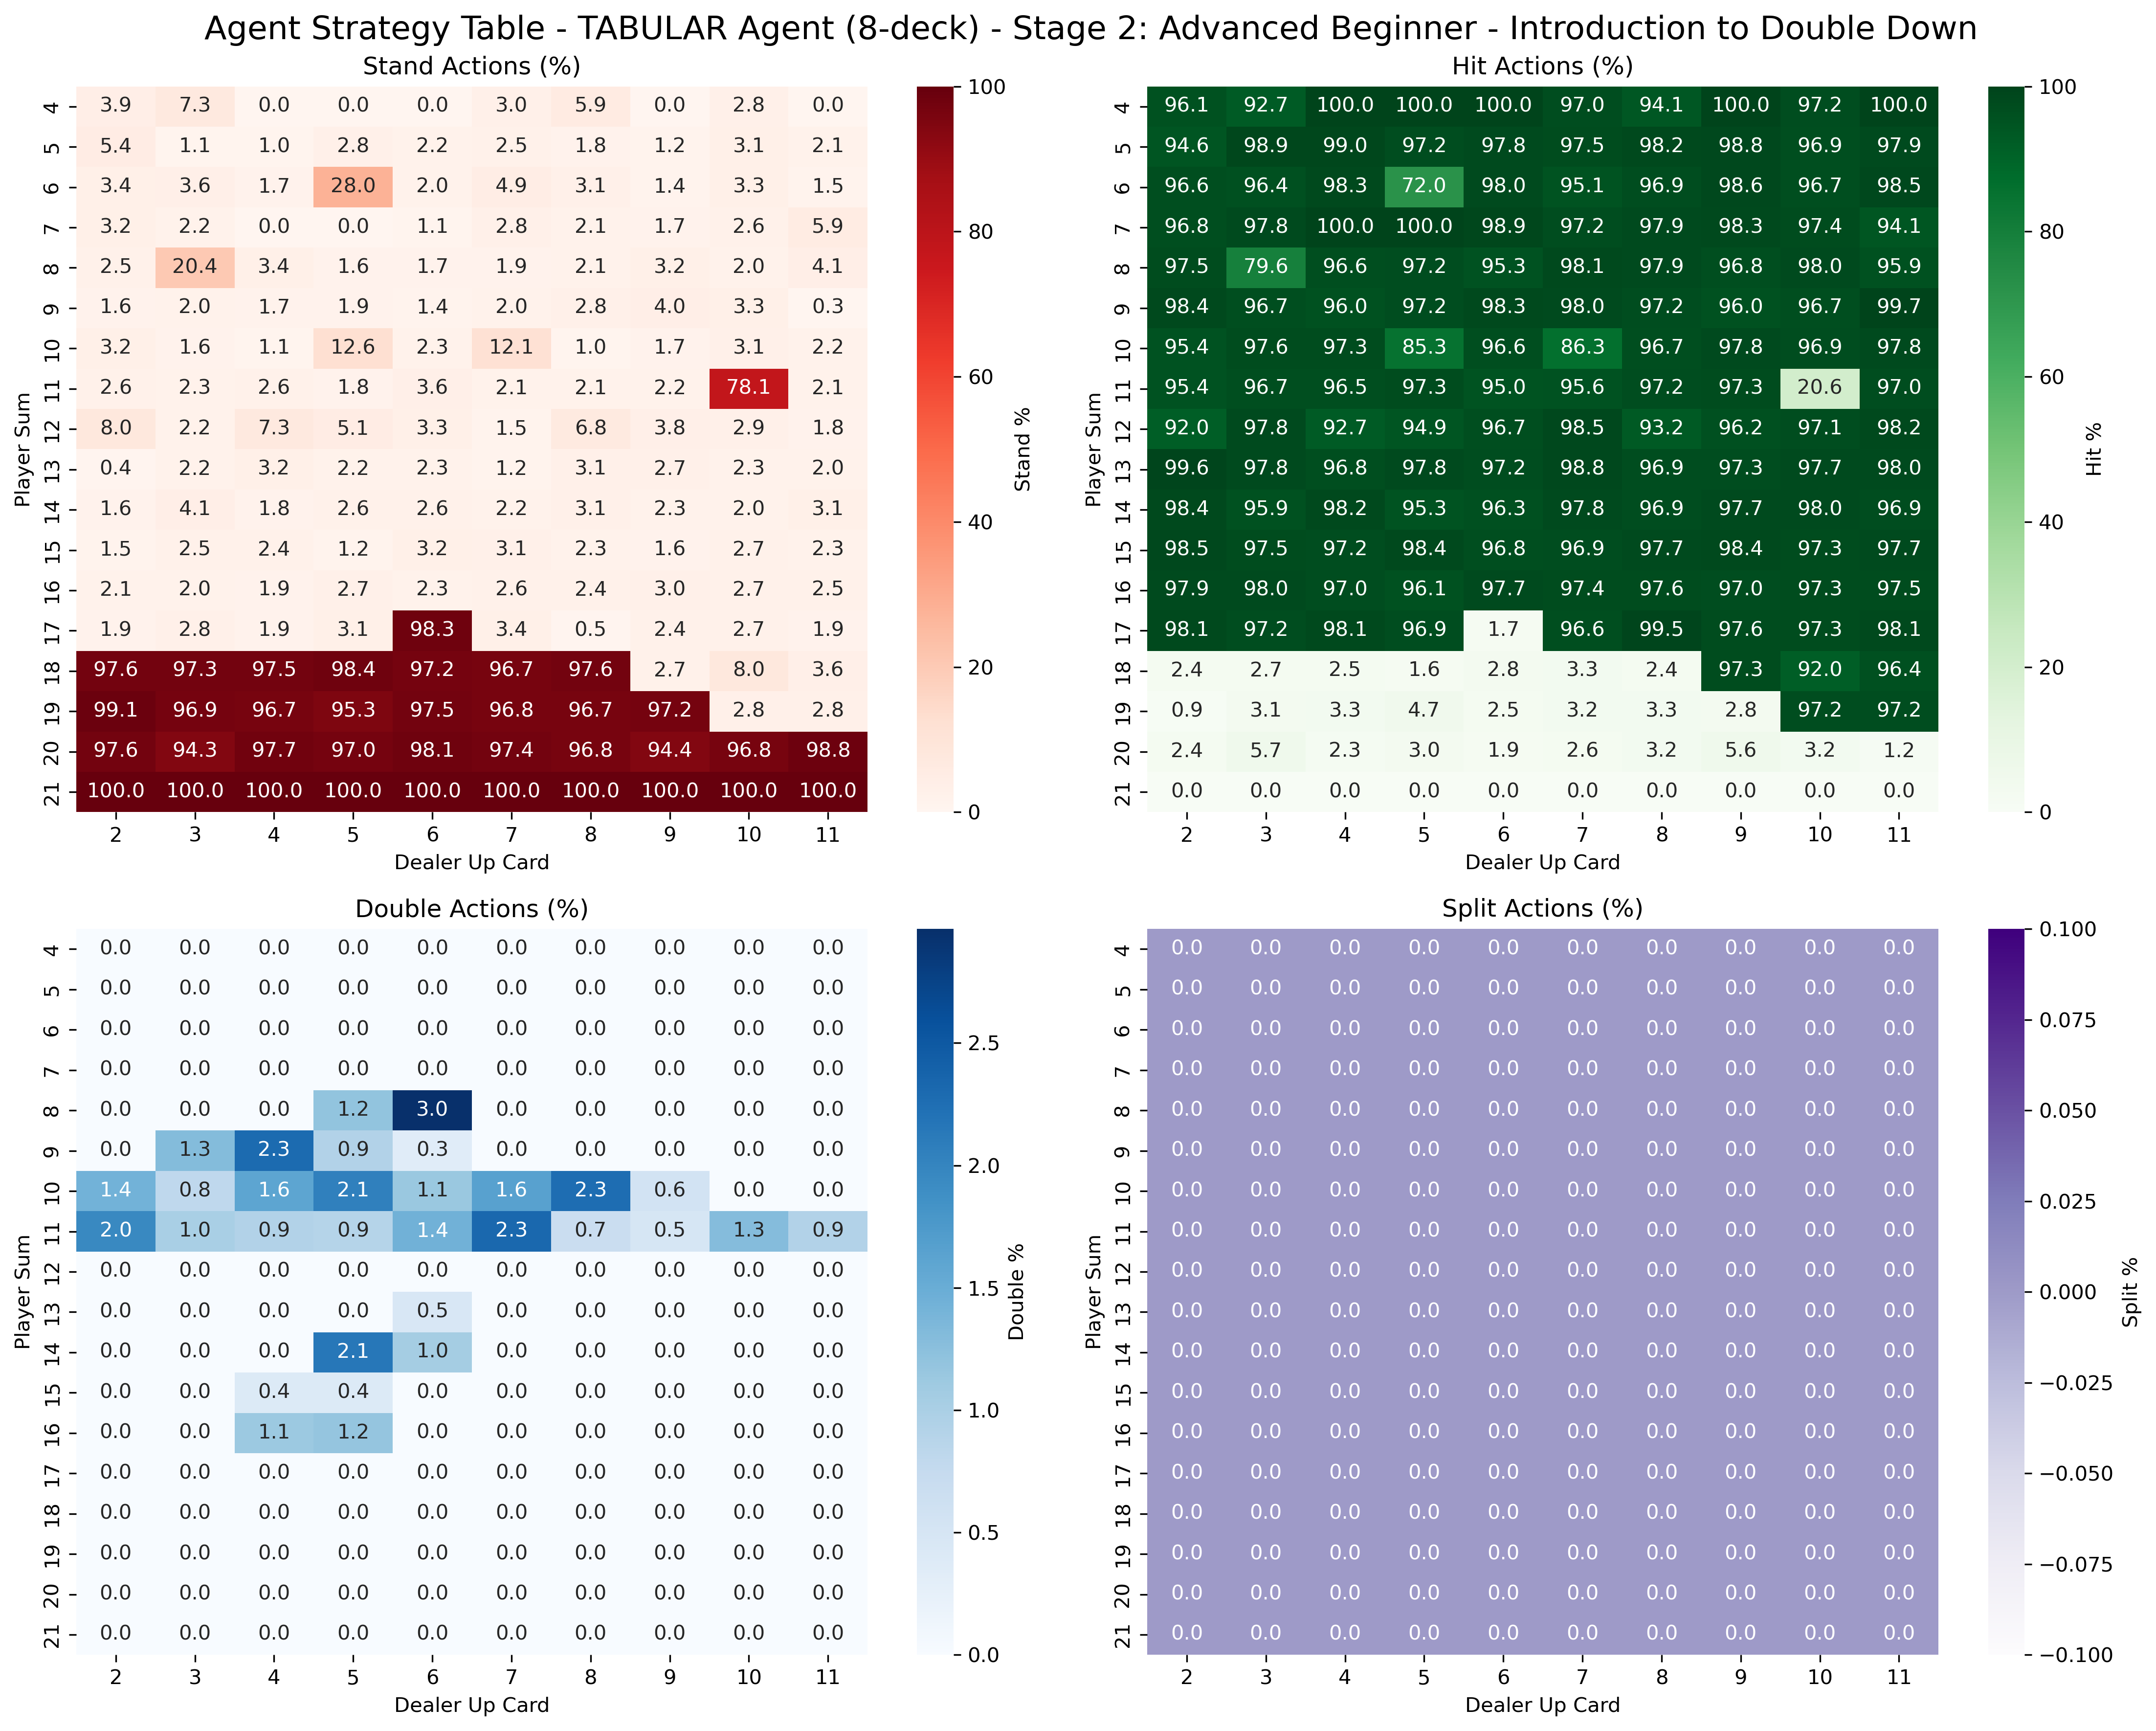 Agent Strategy Table - TABULAR Agent (8-deck) - Stage 2: Advanced Beginner - Introduction to Double Down
Stand Actions (%)
4 3.9 7.3 0.0 0.0 0.0 3.0 5.9 0.0 2.8 0.0
5 5.4 1.1 1.0 2.8 2.2 2.5 1.8 1.2 3.1 2.1
6 3.4 3.6 1.7 28.0 2.0 4.9 3.1 1.4 3.3 1.5
7 3.2 2.2 0.0 0.0 1.1 2.8 2.1 1.7 2.6 5.9
8 2.5 20.4 3.4 1.6 1.7 1.9 2.1 3.2 2.0 4.1
9 1.6 2.0 1.7 1.9 1.4 2.0 2.8 4.0 3.3 0.3
10 3.2 1.6 1.1 12.6 2.3 12.1 1.0 1.7 3.1 2.2
11 2.6 2.3 2.6 1.8 3.6 2.1 2.1 2.2 78.1 2.1
12 8.0 2.2 7.3 5.1 3.3 1.5 6.8 3.8 2.9 1.8
13 0.4 2.2 3.2 2.2 2.3 1.2 3.1 2.7 2.3 2.0
14 1.6 4.1 1.8 2.6 2.6 2.2 3.1 2.3 2.0 3.1
15 1.5 2.5 2.4 1.2 3.2 3.1 2.3 1.6 2.7 2.3
16 2.1 2.0 1.9 2.7 2.3 2.6 2.4 3.0 2.7 2.5
17 1.9 2.8 1.9 3.1 98.3 3.4 0.5 2.4 2.7 1.9
18 97.6 97.3 97.5 98.4 97.2 96.7 97.6 2.7 8.0 3.6
19 99.1 96.9 96.7 95.3 97.5 96.8 96.7 97.2 2.8 2.8
20 97.6 94.3 97.7 97.0 98.1 97.4 96.8 94.4 96.8 98.8
21 100.0 100.0 100.0 100.0 100.0 100.0 100.0 100.0 100.0 100.0
2 3 4 5 6 7 8 9 10 11
Dealer Up Card
Player Sum
100
80
60
40
20
0
Stand %
Hit Actions (%)
4 96.1 92.7 100.0 100.0 100.0 97.0 94.1 100.0 97.2 100.0
5 94.6 98.9 99.0 97.2 97.8 97.5 98.2 98.8 96.9 97.9
6 96.6 96.4 98.3 72.0 98.0 95.1 96.9 98.6 96.7 98.5
7 96.8 97.8 100.0 100.0 98.9 97.2 97.9 98.3 97.4 94.1
8 97.5 79.6 96.6 97.2 95.3 98.1 97.9 96.8 98.0 95.9
9 98.4 96.7 96.0 97.2 98.3 98.0 97.2 96.0 96.7 99.7
10 95.4 97.6 97.3 85.3 96.6 86.3 96.7 97.8 96.9 97.8
11 95.4 96.7 96.5 97.3 95.0 95.6 97.2 97.3 20.6 97.0
12 92.0 97.8 92.7 94.9 96.7 98.5 93.2 96.2 97.1 98.2
13 99.6 97.8 96.8 97.8 97.2 98.8 96.9 97.3 97.7 98.0
14 98.4 95.9 98.2 95.3 96.3 97.8 96.9 97.7 98.0 96.9
15 98.5 97.5 97.2 98.4 96.8 96.9 97.7 98.4 97.3 97.7
16 97.9 98.0 97.0 96.1 97.7 97.4 97.6 97.0 97.3 97.5
17 98.1 97.2 98.1 96.9 1.7 96.6 99.5 97.6 97.3 98.1
18 2.4 2.7 2.5 1.6 2.8 3.3 2.4 97.3 92.0 96.4
19 0.9 3.1 3.3 4.7 2.5 3.2 3.3 2.8 97.2 97.2
20 2.4 5.7 2.3 3.0 1.9 2.6 3.2 5.6 3.2 1.2
21 0.0 0.0 0.0 0.0 0.0 0.0 0.0 0.0 0.0 0.0
2 3 4 5 6 7 8 9 10 11
Dealer Up Card
Player Sum
100
80
60
40
20
0
Hit %
Double Actions (%)
4 0.0 0.0 0.0 0.0 0.0 0.0 0.0 0.0 0.0 0.0
5 0.0 0.0 0.0 0.0 0.0 0.0 0.0 0.0 0.0 0.0
6 0.0 0.0 0.0 0.0 0.0 0.0 0.0 0.0 0.0 0.0
7 0.0 0.0 0.0 0.0 0.0 0.0 0.0 0.0 0.0 0.0
8 0.0 0.0 0.0 1.2 3.0 0.0 0.0 0.0 0.0 0.0
9 0.0 1.3 2.3 0.9 0.3 0.0 0.0 0.0 0.0 0.0
10 1.4 0.8 1.6 2.1 1.1 1.6 2.3 0.6 0.0 0.0
11 2.0 1.0 0.9 0.9 1.4 2.3 0.7 0.5 1.3 0.9
12 0.0 0.0 0.0 0.0 0.0 0.0 0.0 0.0 0.0 0.0
13 0.0 0.0 0.0 0.0 0.5 0.0 0.0 0.0 0.0 0.0
14 0.0 0.0 0.0 2.1 1.0 0.0 0.0 0.0 0.0 0.0
15 0.0 0.0 0.4 0.4 0.0 0.0 0.0 0.0 0.0 0.0
16 0.0 0.0 1.1 1.2 0.0 0.0 0.0 0.0 0.0 0.0
17 0.0 0.0 0.0 0.0 0.0 0.0 0.0 0.0 0.0 0.0
18 0.0 0.0 0.0 0.0 0.0 0.0 0.0 0.0 0.0 0.0
19 0.0 0.0 0.0 0.0 0.0 0.0 0.0 0.0 0.0 0.0
20 0.0 0.0 0.0 0.0 0.0 0.0 0.0 0.0 0.0 0.0
21 0.0 0.0 0.0 0.0 0.0 0.0 0.0 0.0 0.0 0.0
2 3 4 5 6 7 8 9 10 11
Dealer Up Card
Player Sum
2.5
2.0
1.5
1.0
0.5
0.0
Double %
Split Actions (%)
4 0.0 0.0 0.0 0.0 0.0 0.0 0.0 0.0 0.0 0.0
5 0.0 0.0 0.0 0.0 0.0 0.0 0.0 0.0 0.0 0.0
6 0.0 0.0 0.0 0.0 0.0 0.0 0.0 0.0 0.0 0.0
7 0.0 0.0 0.0 0.0 0.0 0.0 0.0 0.0 0.0 0.0
8 0.0 0.0 0.0 0.0 0.0 0.0 0.0 0.0 0.0 0.0
9 0.0 0.0 0.0 0.0 0.0 0.0 0.0 0.0 0.0 0.0
10 0.0 0.0 0.0 0.0 0.0 0.0 0.0 0.0 0.0 0.0
11 0.0 0.0 0.0 0.0 0.0 0.0 0.0 0.0 0.0 0.0
12 0.0 0.0 0.0 0.0 0.0 0.0 0.0 0.0 0.0 0.0
13 0.0 0.0 0.0 0.0 0.0 0.0 0.0 0.0 0.0 0.0
14 0.0 0.0 0.0 0.0 0.0 0.0 0.0 0.0 0.0 0.0
15 0.0 0.0 0.0 0.0 0.0 0.0 0.0 0.0 0.0 0.0
16 0.0 0.0 0.0 0.0 0.0 0.0 0.0 0.0 0.0 0.0
17 0.0 0.0 0.0 0.0 0.0 0.0 0.0 0.0 0.0 0.0
18 0.0 0.0 0.0 0.0 0.0 0.0 0.0 0.0 0.0 0.0
19 0.0 0.0 0.0 0.0 0.0 0.0 0.0 0.0 0.0 0.0
20 0.0 0.0 0.0 0.0 0.0 0.0 0.0 0.0 0.0 0.0
21 0.0 0.0 0.0 0.0 0.0 0.0 0.0 0.0 0.0 0.0
2 3 4 5 6 7 8 9 10 11
Dealer Up Card
Player Sum
0.100
0.075
0.050
0.025
0.000
−0.025
−0.050
−0.075
−0.100
Split %